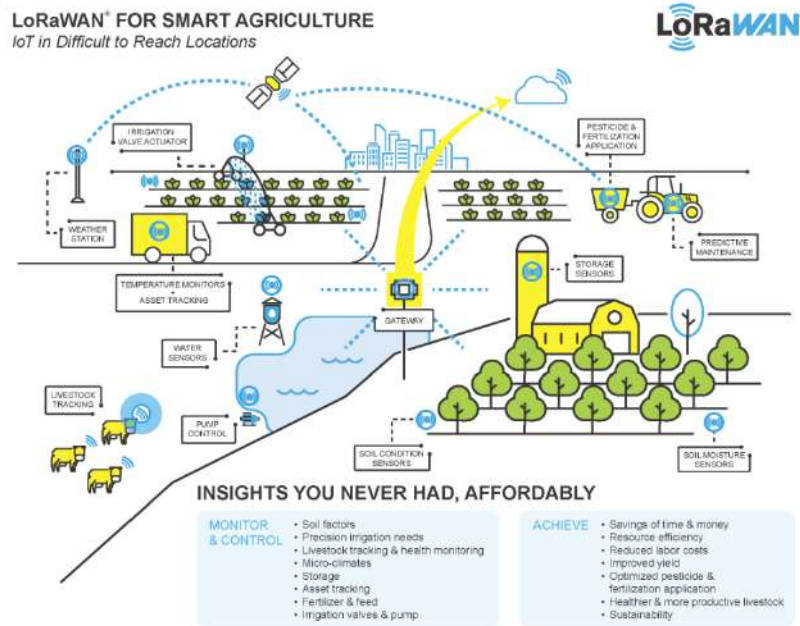 LoRaWAN® FOR SMART AGRICULTURE
IoT in Difficult to Reach Locations
LoRaWAN
IRRIGATION
VALVE ACTUATOR
PESTICIDE &
FERTILIZATION
APPLICATION
WEATHER
STATION
PREDICTIVE
MAINTENANCE
STORAGE
SENSORS
TEMPERATURE MONITORS
+
ASSET TRACKING
GATEWAY
WATER
SENSORS
LIVESTOCK
TRACKING
PUMP
CONTROL
SOIL CONDITION
SENSORS
SOIL MOISTURE
SENSORS
INSIGHTS YOU NEVER HAD, AFFORDABLY
MONITOR
& CONTROL
• Soil factors
• Precision irrigation needs
• Livestock tracking & health monitoring
• Micro-climates
• Storage
• Asset tracking
• Fertilizer & feed
• Irrigation valves & pump
ACHIEVE
• Savings of time & money
• Resource efficiency
• Reduced labor costs
• Improved yield
• Optimized pesticide &
fertilization application
• Healthier & more productive livestock
• Sustainability